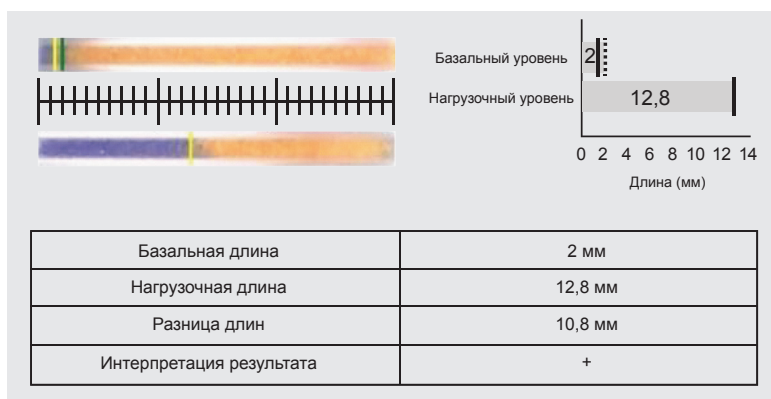 Базальный уровень
2
Нагрузочный уровень
12,8
0 2 4 6 8 10 12 14
Длина (мм)
Базальная длина 2 мм
Нагрузочная длина 12,8 мм
Разница длин 10,8 мм
Интерпретация результата +